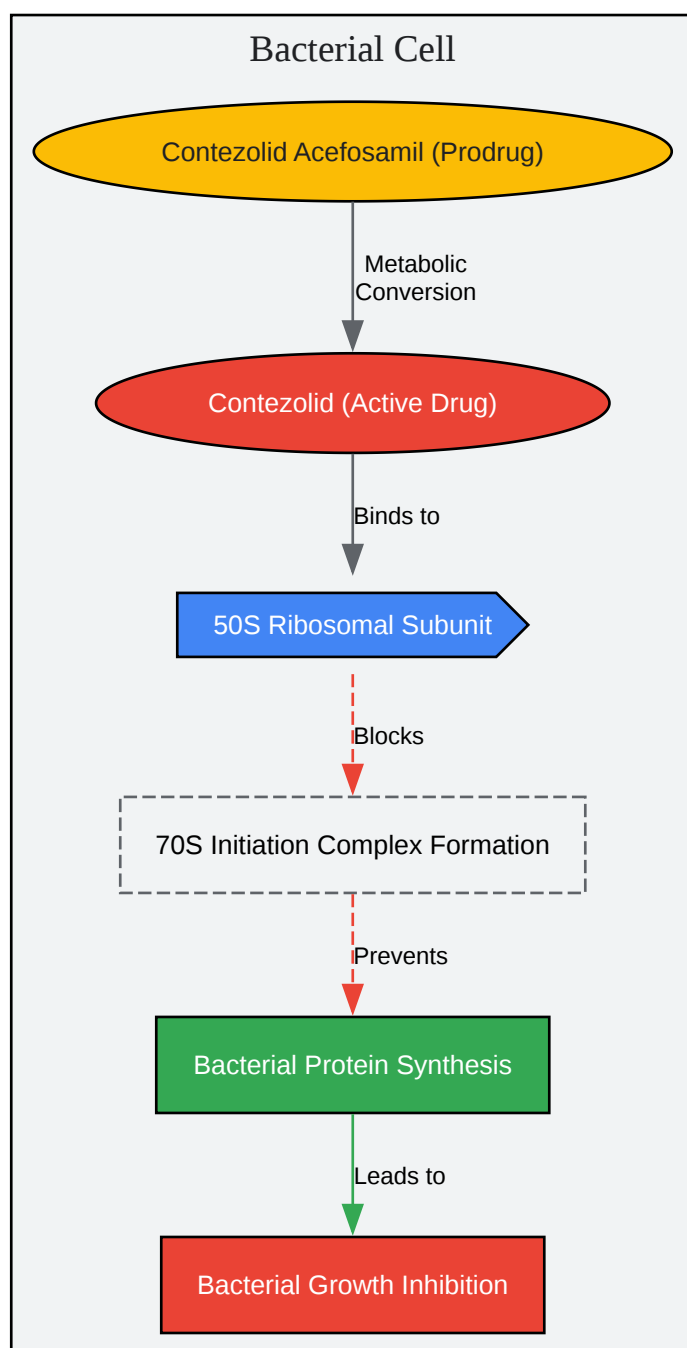 Bacterial Cell
Contezolid Acefosamil (Prodrug)
Metabolic
Conversion
Contezolid (Active Drug)
Binds to
50S Ribosomal Subunit
Blocks
70S Initiation Complex Formation
Prevents
Bacterial Protein Synthesis
Leads to
Bacterial Growth Inhibition